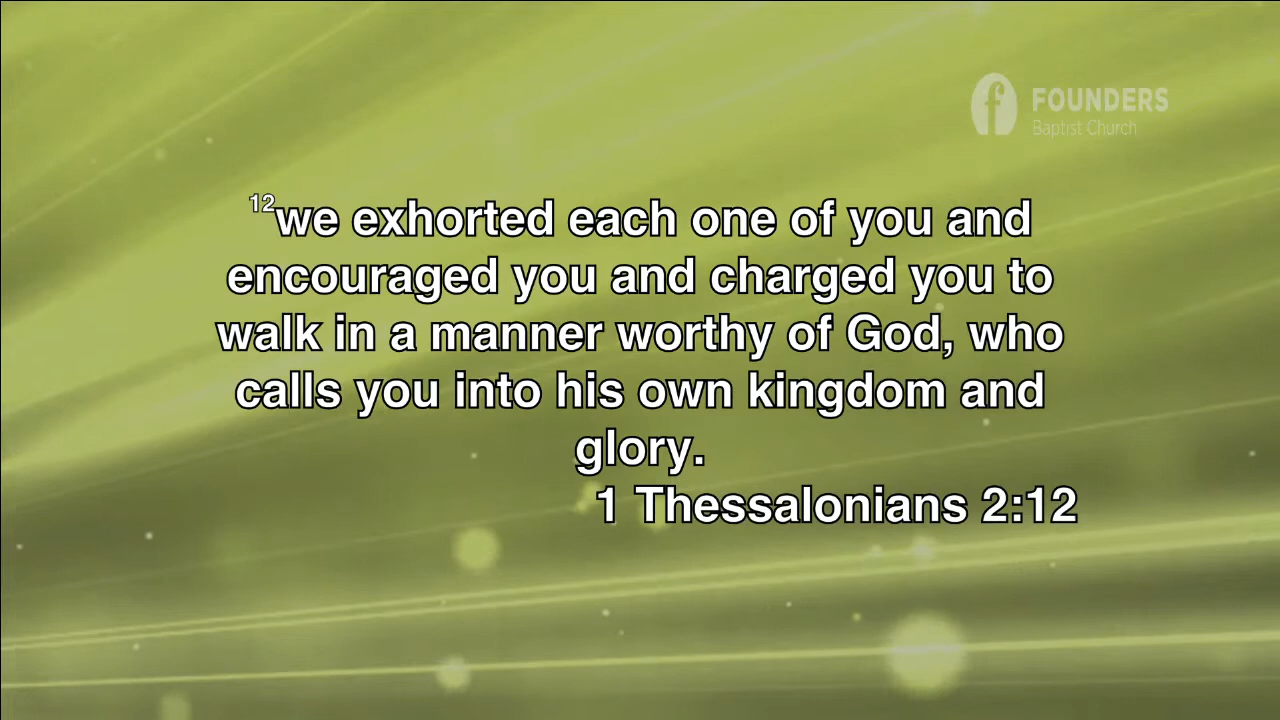 FOUNDERS
Baptist Church
12we exhorted each one of you and
encouraged you and charged you to
walk in a manner worthy of God, who
calls you into his own kingdom and
glory.
1 Thessalonians 2:12